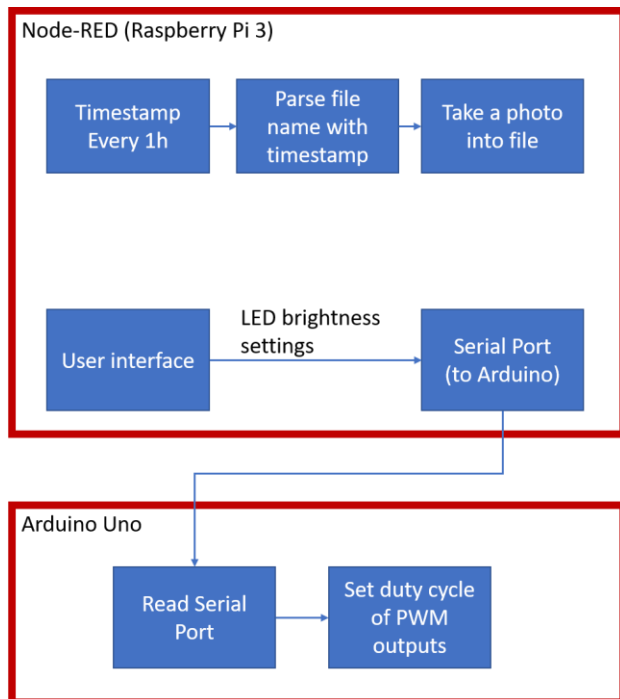 Node-RED (Raspberry Pi 3)
Timestamp
Every 1h
Parse file
name with
timestamp
Take a photo
into file
User interface
LED brightness
settings
Serial Port
(to Arduino)
Arduino Uno
Read Serial
Port
Set duty cycle
of PWM
outputs